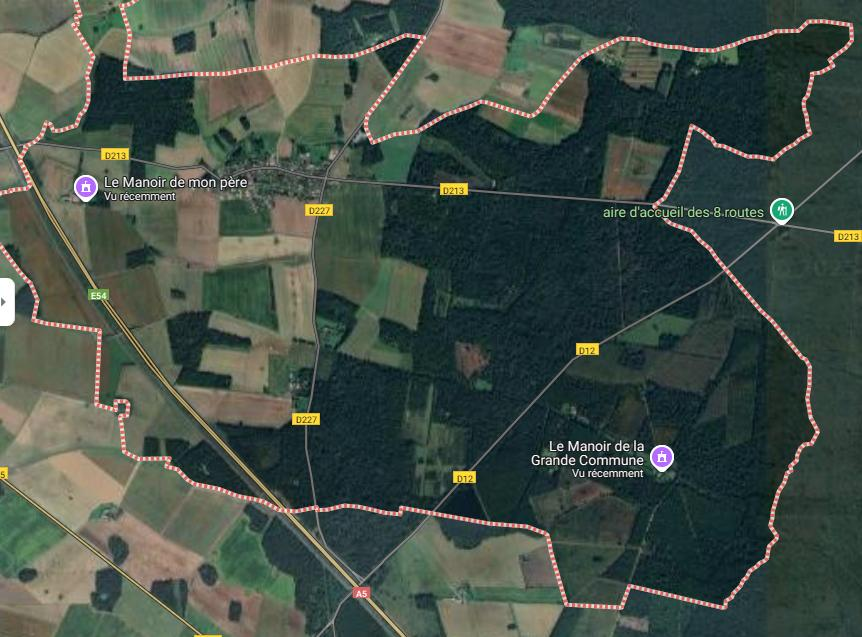 D213
Le Manoir de mon père
Vu récemment
D213
D227
aire d'accueil des 8 routes
D213
E54
D12
D227
Le Manoir de la
Grande Commune
Vu récemment
D12
5
A5